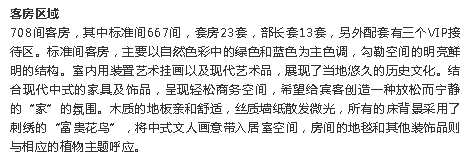 客房区域
708间客房，其中标准间667间，套房23套，部长套13套，另外配套有三个VIP接
待区。标准间客房，主要以自然色彩中的绿色和蓝色为主色调，勾勒空间的明亮鲜
明的结构。室内用装置艺术挂画以及现代艺术品，展现了当地悠久的历史文化。结
合现代中式的家具及饰品，呈现轻松商务空间，希望给宾客创造一种放松而宁静
的“家”的氛围。木质的地板亲和舒适，丝质墙纸散发微光，所有的床背景采用了
刺绣的“富贵花鸟”，将中式文人画意带入居室空间，房间的地毯和其他装饰品则
与相应的植物主题呼应。